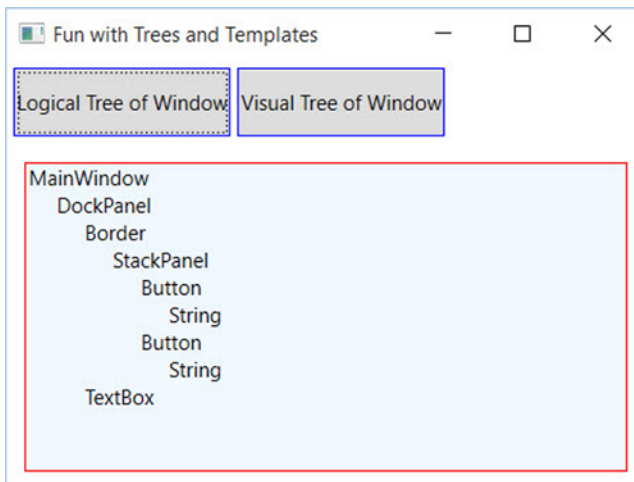 Fun with Trees and Templates
Logical Tree of Window Visual Tree of Window
MainWindow
DockPanel
Border
StackPanel
Button
String
Button
String
TextBox